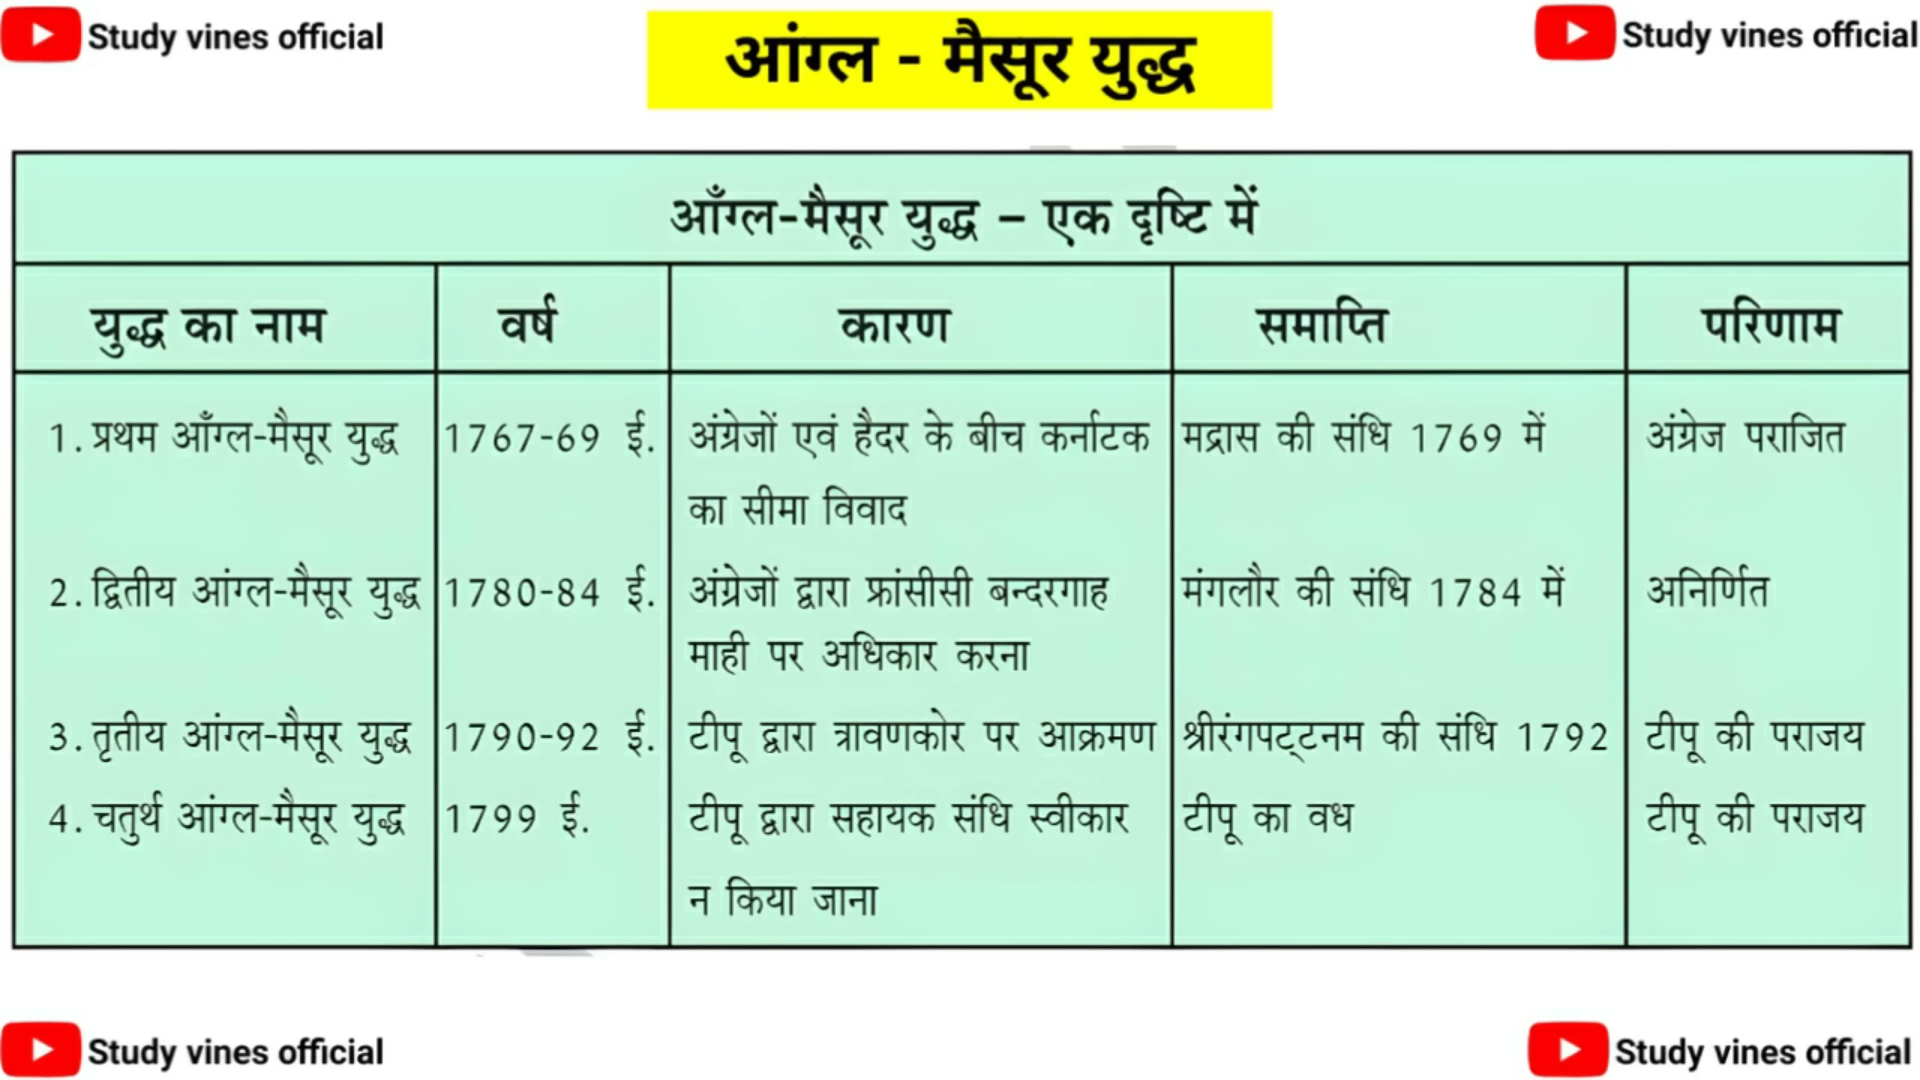 Study vines official
आंग्ल - मैसूर युद्ध
Study vines official
आँग्ल-मैसूर युद्ध – एक दृष्टि में
युद्ध का नाम वर्ष कारण समाप्ति परिणाम
1. प्रथम आँग्ल-मैसूर युद्ध 1767-69 ई. अंग्रेजों एवं हैदर के बीच कर्नाटक मद्रास की संधि 1769 में अंग्रेज पराजित
का सीमा विवाद
2. द्वितीय आंग्ल-मैसूर युद्ध 1780-84 ई. अंग्रेजों द्वारा फ्रांसीसी बन्दरगाह मंगलौर की संधि 1784 में अनिर्णित
माही पर अधिकार करना
3. तृतीय आंग्ल-मैसूर युद्ध 1790-92 ई. टीपू द्वारा त्रावणकोर पर आक्रमण श्रीरंगपट्टनम की संधि 1792 टीपू की पराजय
4. चतुर्थ आंग्ल-मैसूर युद्ध 1799 ई. टीपू द्वारा सहायक संधि स्वीकार टीपू का वध टीपू की पराजय
न किया जाना
Study vines official
Study vines official